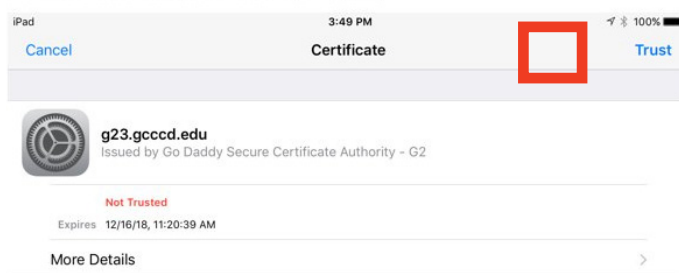 iPad 3:49 PM 100%
Cancel Certificate Trust
g23.gcccd.edu
Issued by Go Daddy Secure Certificate Authority - G2
Not Trusted
Expires 12/16/18, 11:20:39 AM
More Details